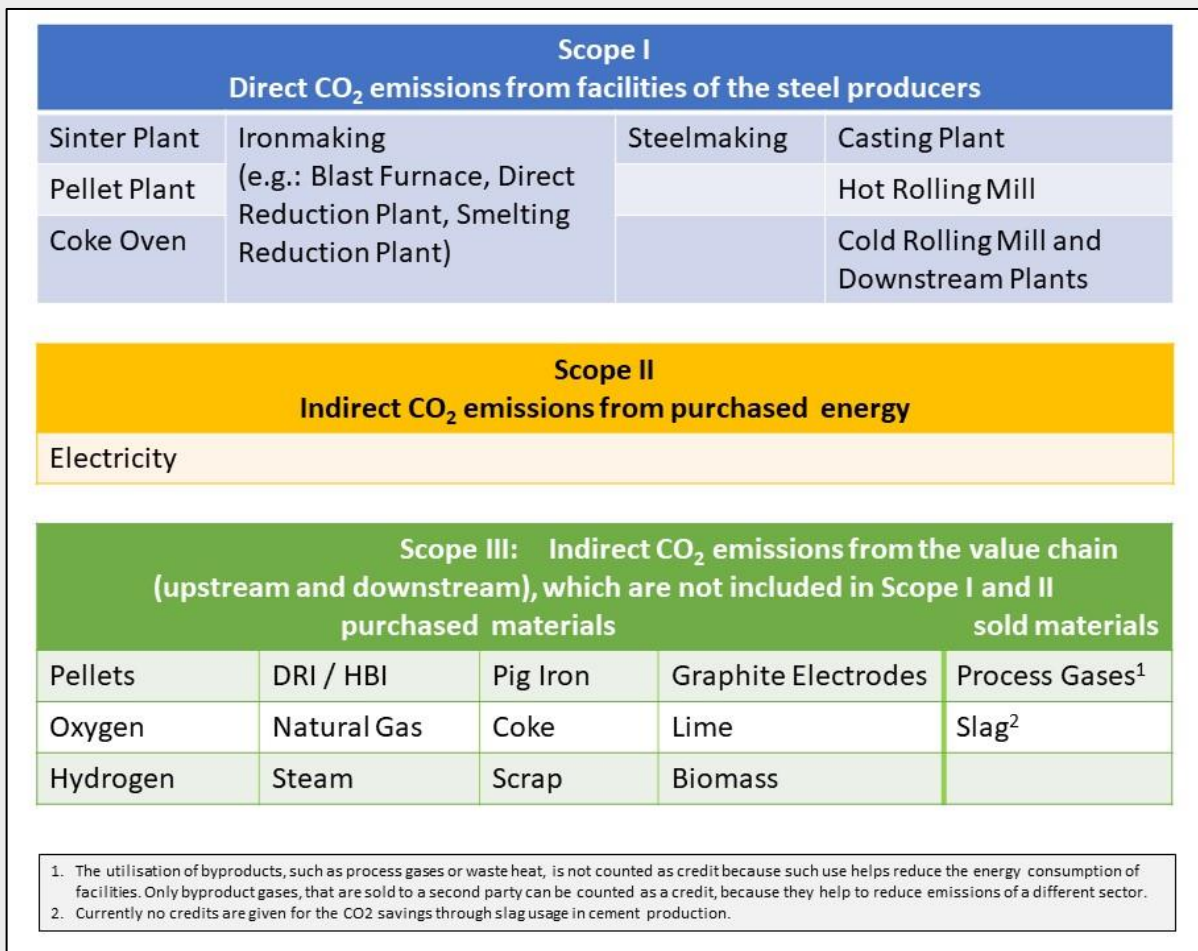 Scope I
Direct CO₂ emissions from facilities of the steel producers
Sinter Plant
Pellet Plant
Coke Oven
Ironmaking
(e.g.: Blast Furnace, Direct
Reduction Plant, Smelting
Reduction Plant)
Steelmaking
Casting Plant
Hot Rolling Mill
Cold Rolling Mill and
Downstream Plants
Scope II
Indirect CO₂ emissions from purchased energy
Electricity
Scope III: Indirect CO₂ emissions from the value chain
(upstream and downstream), which are not included in Scope I and II
purchased materials sold materials
Pellets DRI / HBI Pig Iron Graphite Electrodes Process Gases¹
Oxygen Natural Gas Coke Lime Slag²
Hydrogen Steam Scrap Biomass
1. The utilisation of byproducts, such as process gases or waste heat, is not counted as credit because such use helps reduce the energy consumption of
facilities. Only byproduct gases, that are sold to a second party can be counted as a credit, because they help to reduce emissions of a different sector.
2. Currently no credits are given for the CO2 savings through slag usage in cement production.